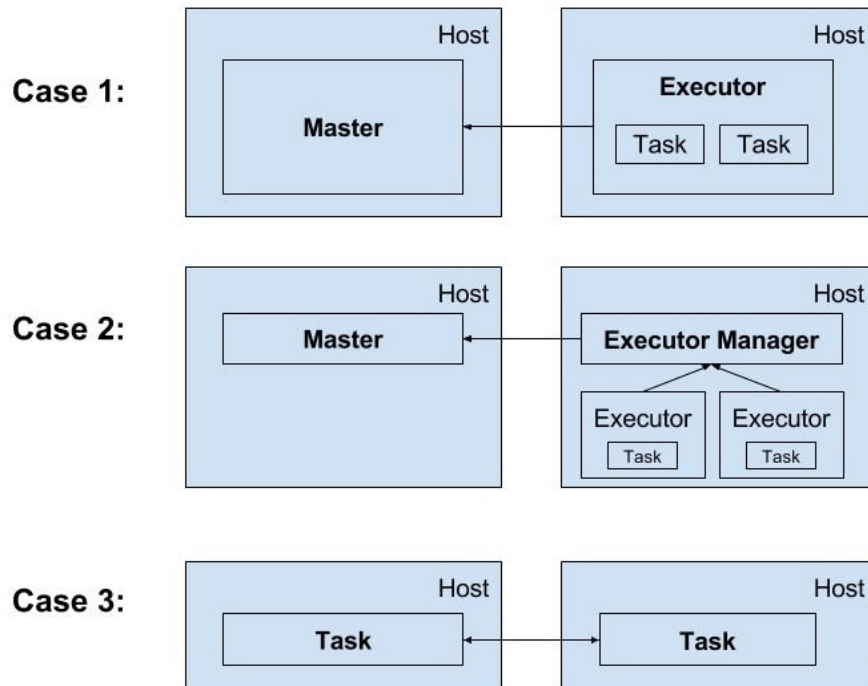 Case 1:
Host
Master
Host
Executor
Task Task
Case 2:
Host
Master
Host
Executor Manager
Executor Executor
Task Task
Case 3:
Host
Task
Host
Task